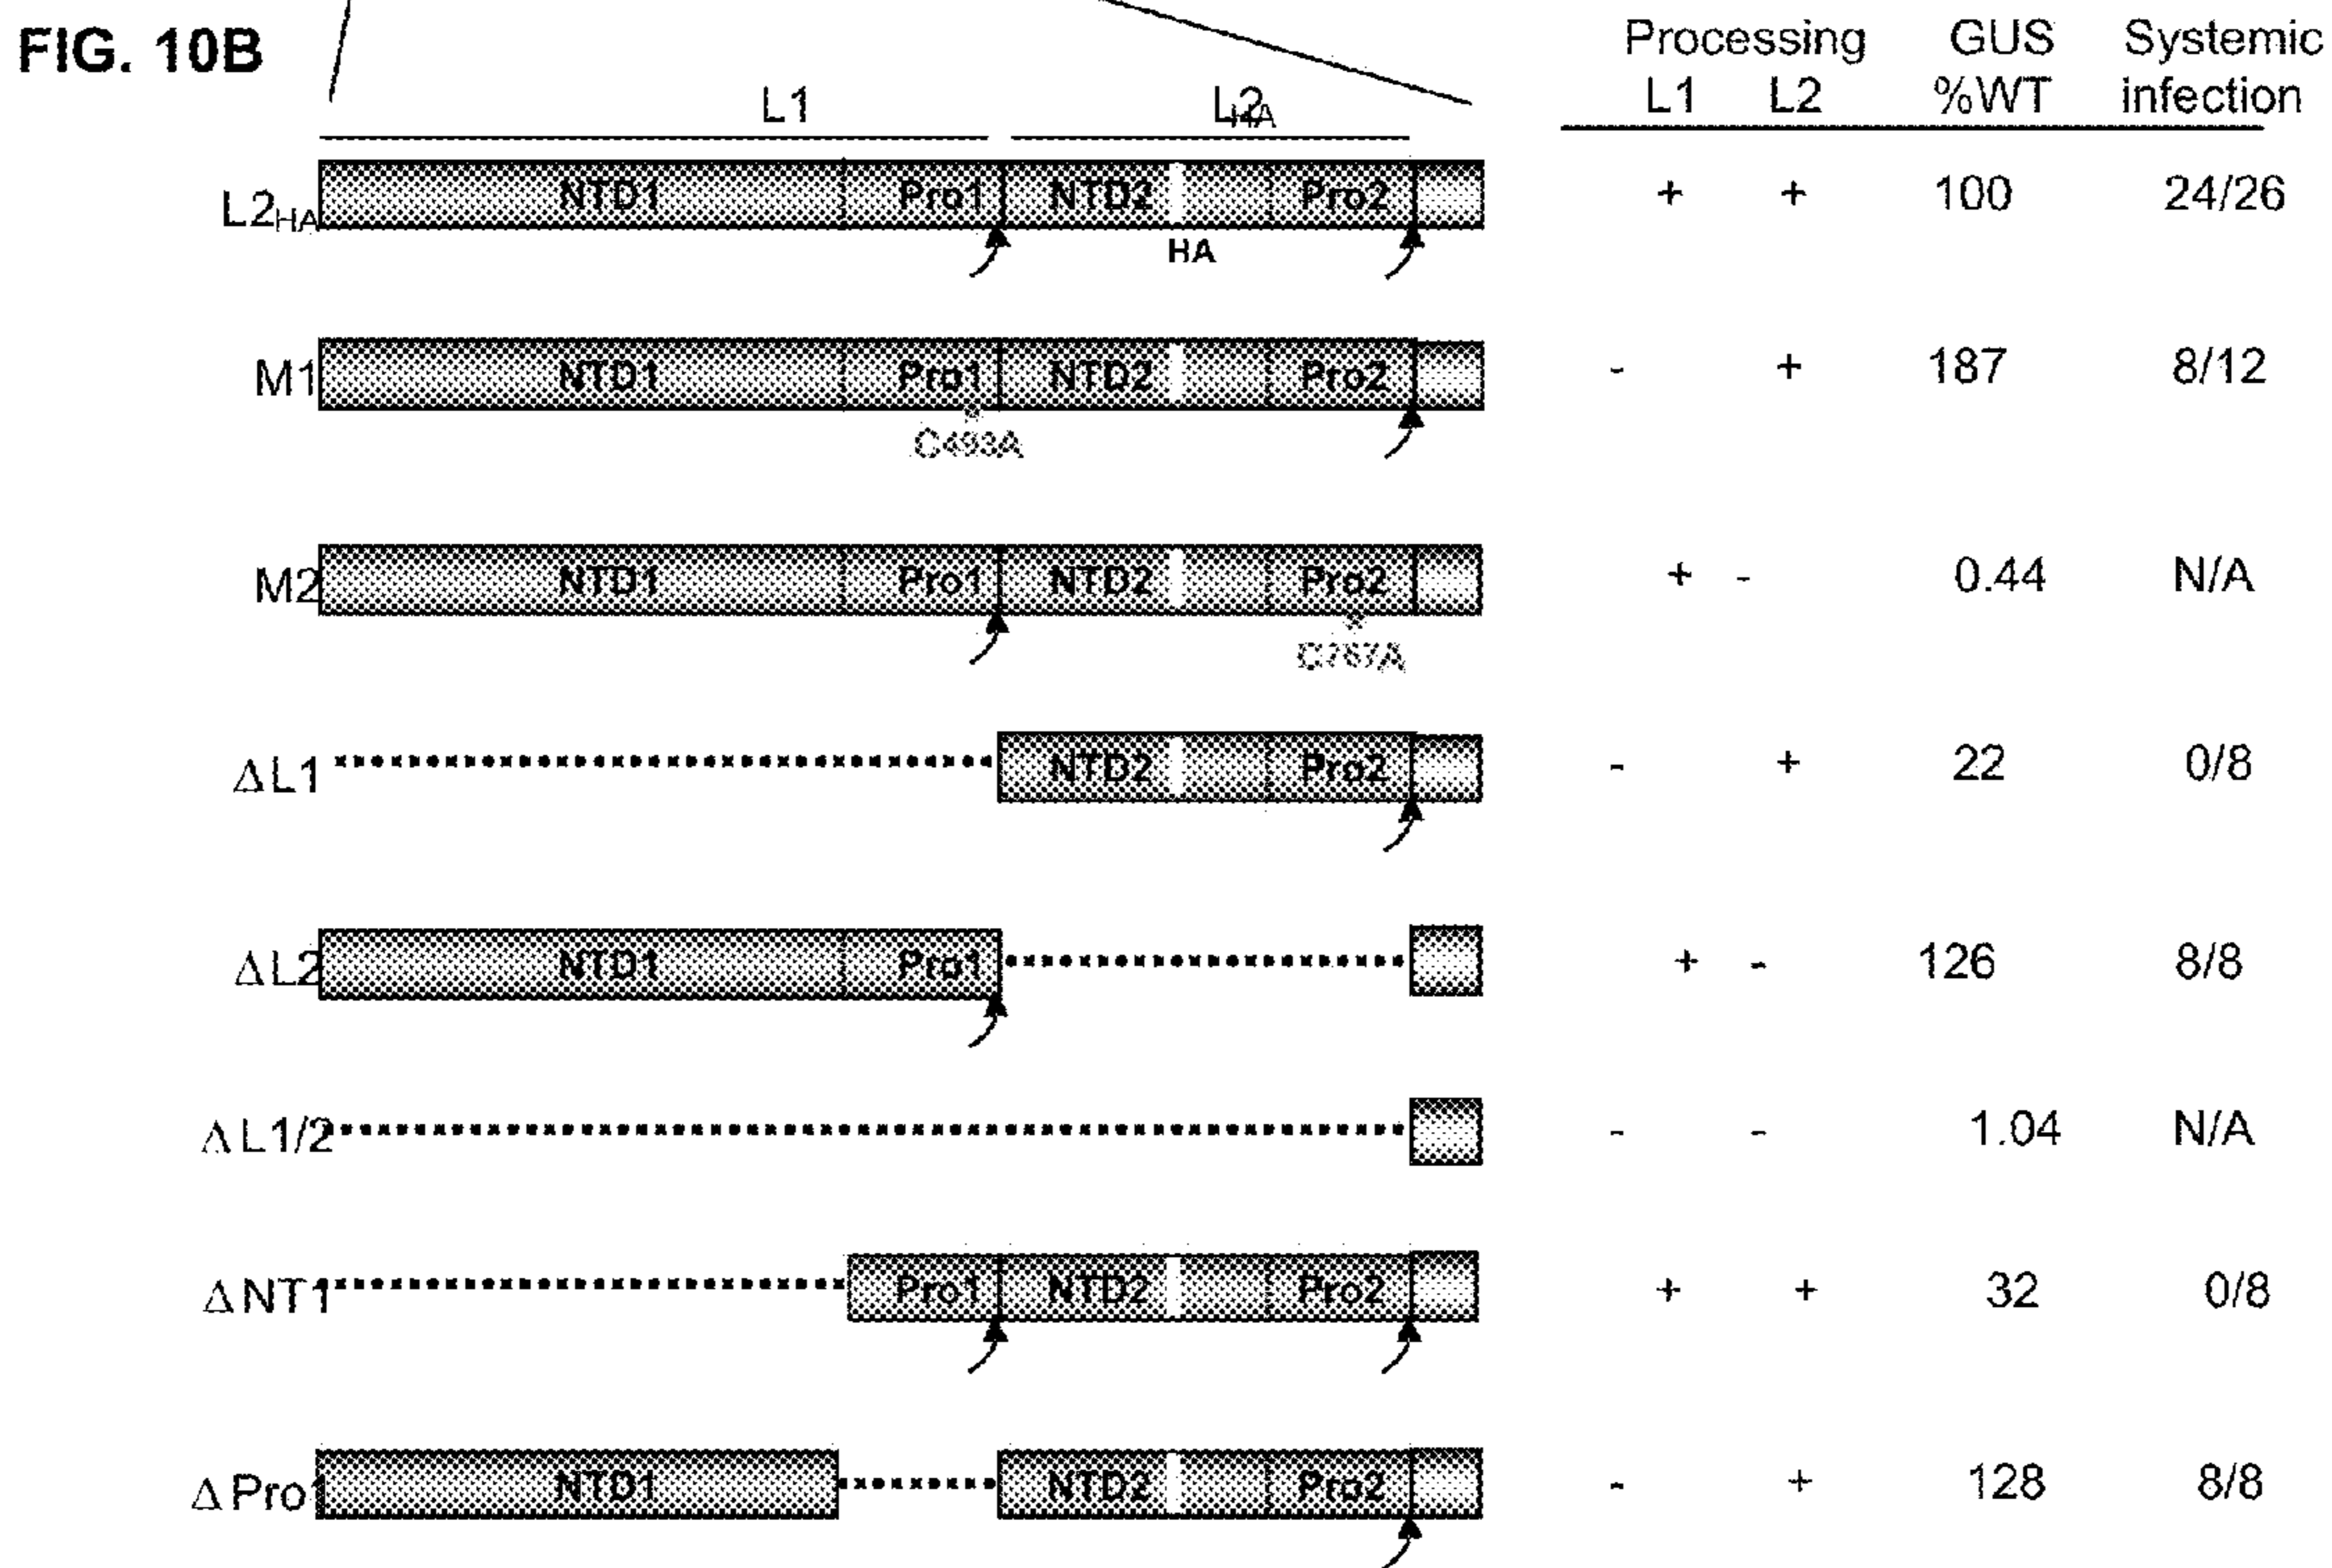 FIG. 10B
Processing GUS Systemic
L1 L2 %WT infection
L1 L2HA
L2HA NTD1 Pro1 NTD2 Pro2 + + 100 24/26
HA
M1 NTD1 Pro1 NTD2 Pro2 - + 187 8/12
C493A
M2 NTD1 Pro1 NTD2 Pro2 + - 0.44 N/A
C767A
ΔL1 NTD2 Pro2 - + 22 0/8
ΔL2 NTD1 Pro1 + - 126 8/8
ΔL1/2 - - 1.04 N/A
ΔNT1 Pro1 NTD2 Pro2 + + 32 0/8
ΔPro1 NTD1 NTD2 Pro2 - + 128 8/8